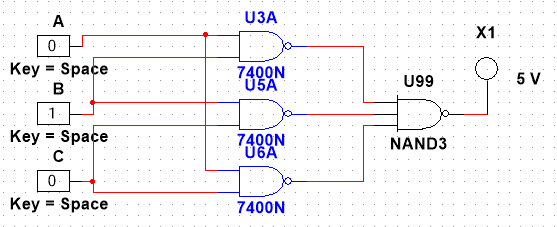 A
0
Key = Space
B
1
Key = Space
C
0
Key = Space
U3A
7400N
U5A
7400N
U6A
7400N
U99
NAND3
X1
5 V